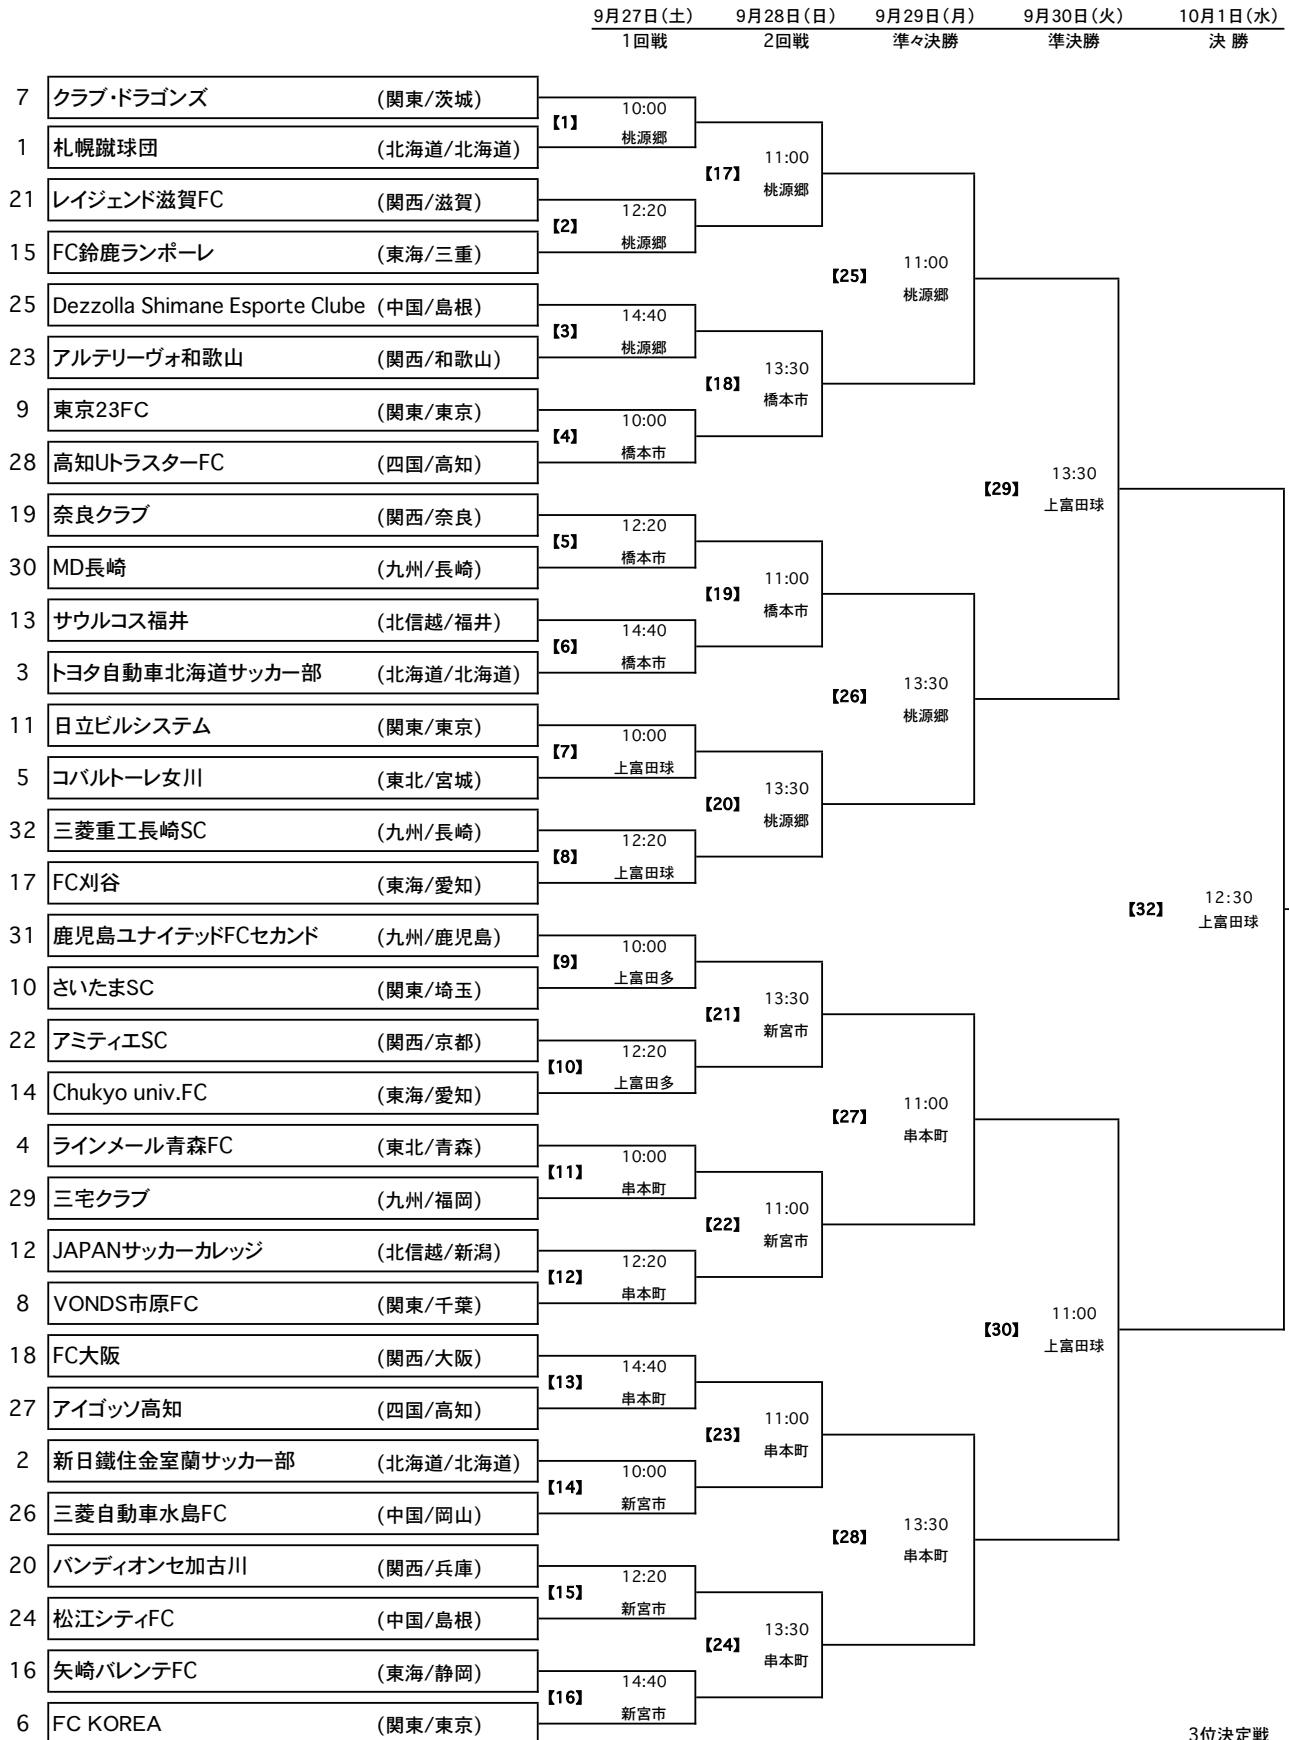 9月27日(土) 9月28日(日) 9月29日(月) 9月30日(火) 10月1日(水)
1回戦 2回戦 準々決勝 準決勝 決 勝
7 クラブ・ドラゴンズ (関東/茨城)
【1】 10:00
桃源郷
1 札幌蹴球団 (北海道/北海道)
【17】 11:00
桃源郷
21 レイジェンド滋賀FC (関西/滋賀)
【2】 12:20
桃源郷
15 FC鈴鹿ランポーレ (東海/三重)
【25】 11:00
桃源郷
25 Dezzolla Shimane Esporte Clube (中国/島根)
【3】 14:40
桃源郷
23 アルテリーヴォ和歌山 (関西/和歌山)
【18】 13:30
橋本市
9 東京23FC (関東/東京)
【4】 10:00
橋本市
28 高知UトラスターFC (四国/高知)
【29】 13:30
上富田球
19 奈良クラブ (関西/奈良)
【5】 12:20
橋本市
30 MD長崎 (九州/長崎)
【19】 11:00
橋本市
13 サウルコス福井 (北信越/福井)
【6】 14:40
橋本市
3 トヨタ自動車北海道サッカー部 (北海道/北海道)
【26】 13:30
桃源郷
11 日立ビルシステム (関東/東京)
【7】 10:00
上富田球
5 コバルトーレ女川 (東北/宮城)
【20】 13:30
桃源郷
32 三菱重工長崎SC (九州/長崎)
【8】 12:20
上富田球
17 FC刈谷 (東海/愛知)
【32】 12:30
上富田球
31 鹿児島ユナイテッドFCセカンド (九州/鹿児島)
【9】 10:00
上富田多
10 さいたまSC (関東/埼玉)
【21】 13:30
新宮市
22 アミティエSC (関西/京都)
【10】 12:20
上富田多
14 Chukyo univ.FC (東海/愛知)
【27】 11:00
串本町
4 ラインメール青森FC (東北/青森)
【11】 10:00
串本町
29 三宅クラブ (九州/福岡)
【22】 11:00
新宮市
12 JAPANサッカーカレッジ (北信越/新潟)
【12】 12:20
串本町
8 VONDS市原FC (関東/千葉)
【30】 11:00
上富田球
18 FC大阪 (関西/大阪)
【13】 14:40
串本町
27 アイゴッソ高知 (四国/高知)
【23】 11:00
串本町
2 新日鐵住金室蘭サッカー部 (北海道/北海道)
【14】 10:00
新宮市
26 三菱自動車水島FC (中国/岡山)
【28】 13:30
串本町
20 バンディオンセ加古川 (関西/兵庫)
【15】 12:20
新宮市
24 松江シティFC (中国/島根)
【24】 13:30
串本町
16 矢崎バレンテFC (東海/静岡)
【16】 14:40
新宮市
6 FC KOREA (関東/東京)
3位決定戦